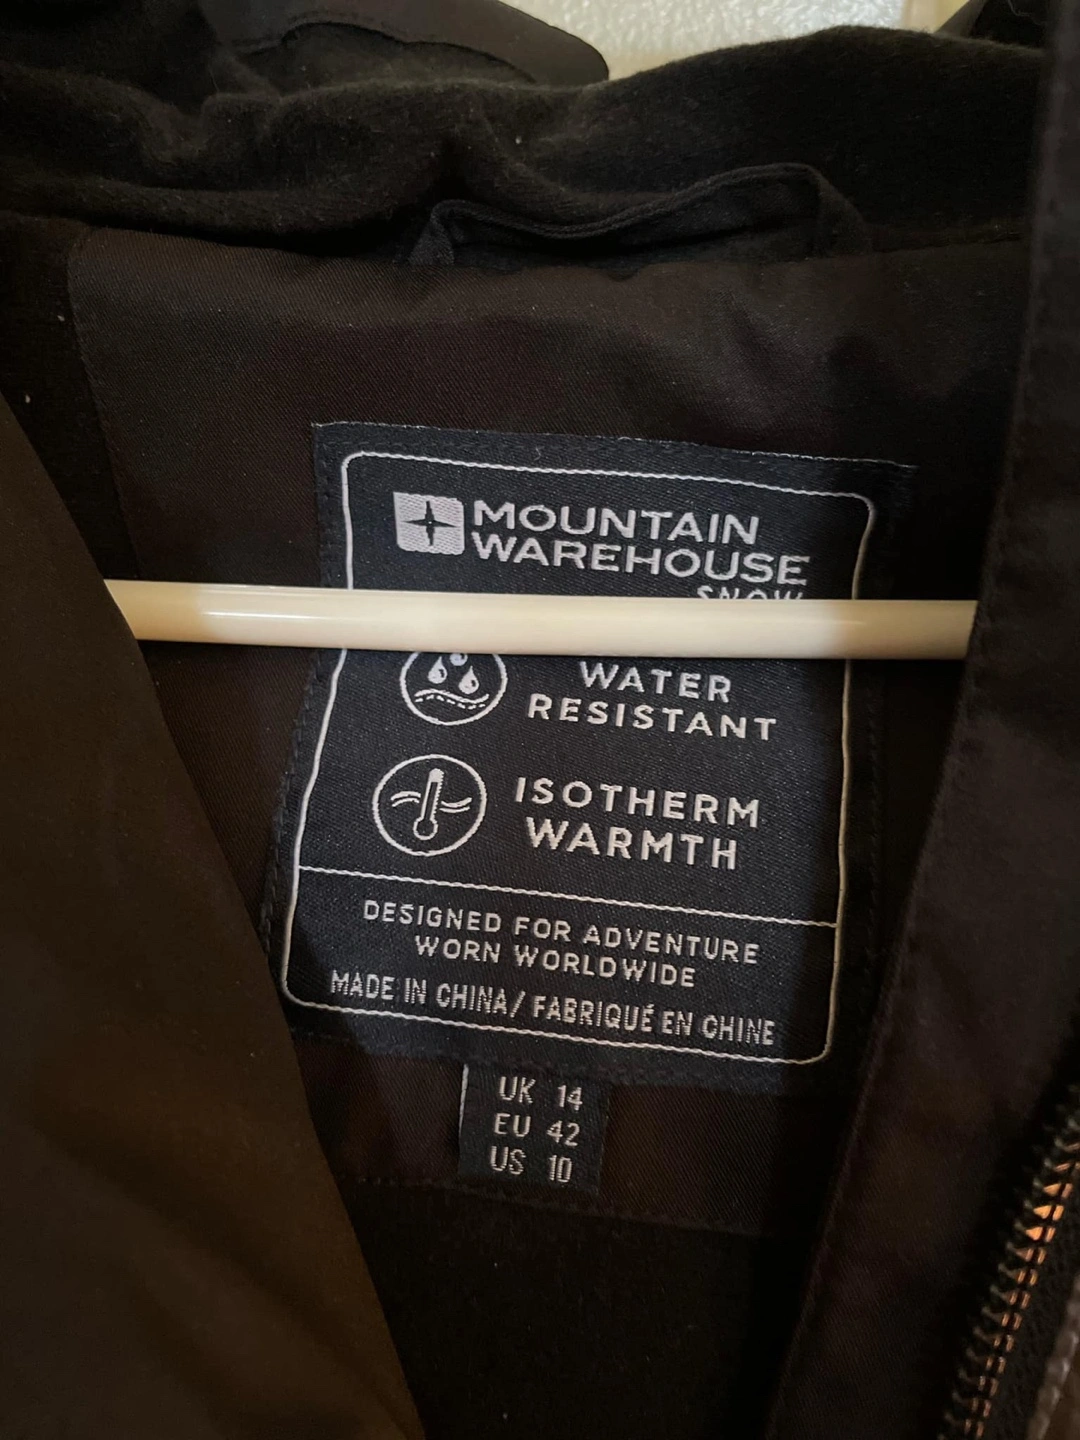 MOUNTAIN
WAREHOUSE
SNOW
WATER
RESISTANT
ISOTHERM
WARMTH
DESIGNED FOR ADVENTURE
WORN WORLDWIDE
MADE IN CHINA/ FABRIQUÉ EN CHINE
UK 14
EU 42
US 10